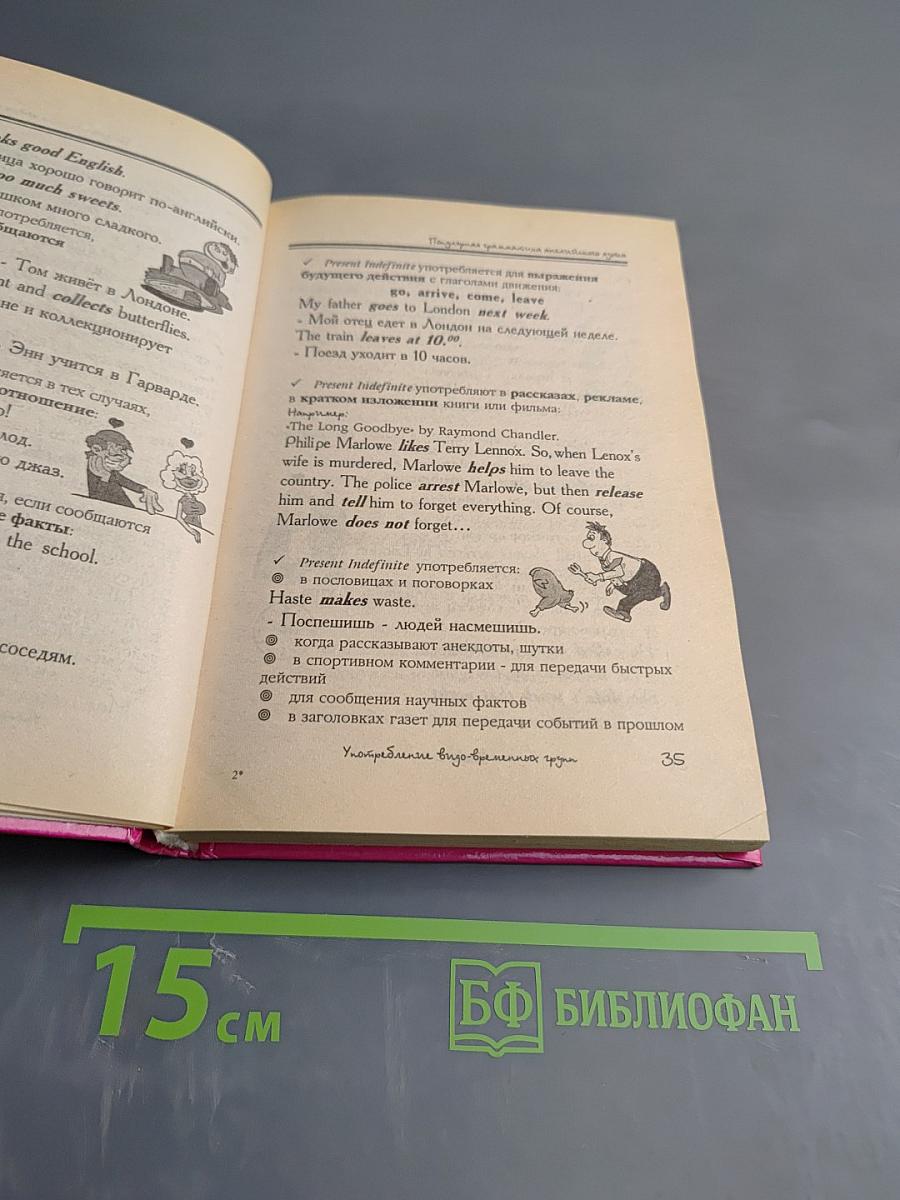 ks good English.
ица хорошо говорит по-английски.
oo much sweets.
шком много сладкого.
потребляется,
бщаются
- Том живёт в Лондоне.
nt and collects butterflies.
не и коллекционирует
Энн учится в Гарварде.
яется в тех случаях,
отношение:
о!
лод.
ю джаз.
я, если сообщаются
е факты:
the school.
соседям.
Популярная грамматика английского языка
✓ Present Indefinite употребляется для выражения
будущего действия с глаголами движения:
go, arrive, come, leave
My father goes to London next week.
- Мой отец едет в Лондон на следующей неделе.
The train leaves at 10.00.
- Поезд уходит в 10 часов.
✓ Present Indefinite употребляют в рассказах, рекламе,
в кратком изложении книги или фильма:
Например:
«The Long Goodbye» by Raymond Chandler.
Philipe Marlowe likes Terry Lennox. So, when Lenox's
wife is murdered, Marlowe helps him to leave the
country. The police arrest Marlowe, but then release
him and tell him to forget everything. Of course,
Marlowe does not forget...
✓ Present Indefinite употребляется:
в пословицах и поговорках
Haste makes waste.
- Поспешишь - людей насмешишь.
когда рассказывают анекдоты, шутки
в спортивном комментарии - для передачи быстрых
действий
для сообщения научных фактов
в заголовках газет для передачи событий в прошлом
Употребление видо-временных групп 35
2*
15 см
БФ БИБЛИОФАН